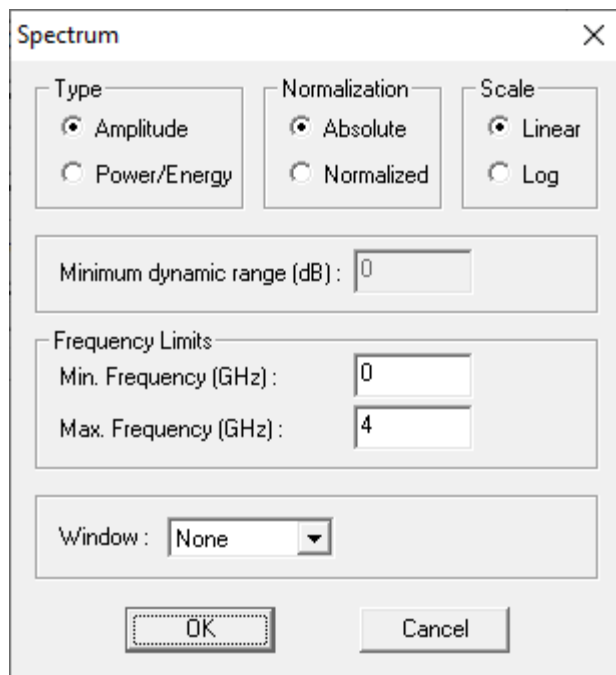 Spectrum
Type
Normalization
Scale
Amplitude
Absolute
Linear
Power/Energy
Normalized
Log
Minimum dynamic range (dB) : 0
Frequency Limits
Min. Frequency (GHz) : 0
Max. Frequency (GHz) : 4
Window : None
OK
Cancel